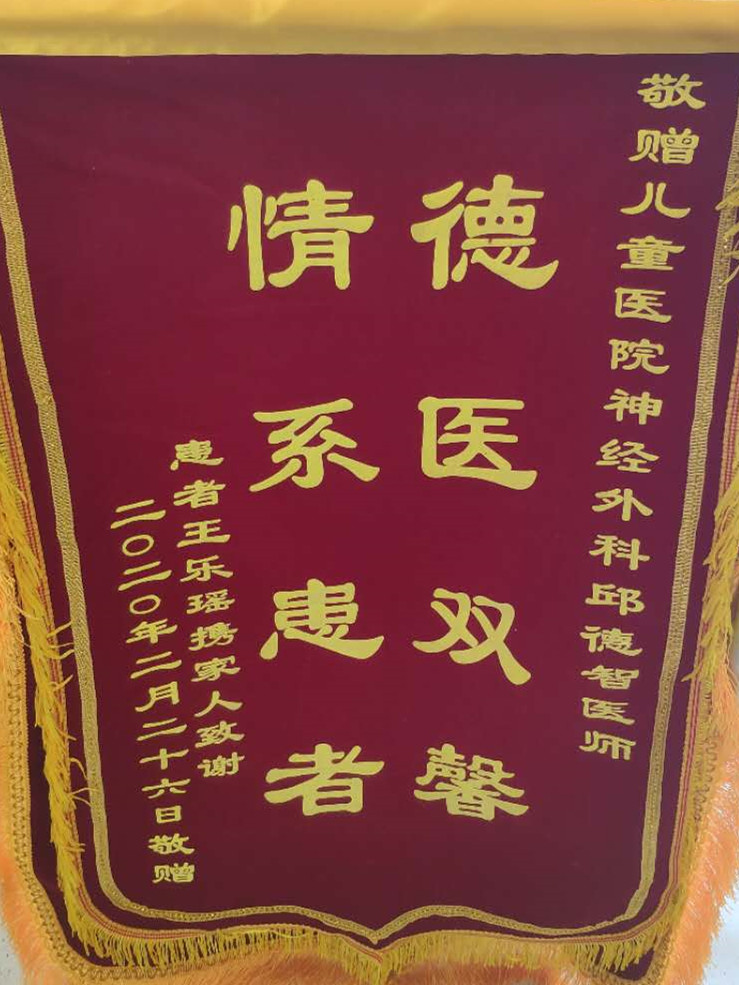 敬赠儿童医院神经外科邱德智医师
德医双馨
情系患者
患者王乐瑶携家人致谢
二〇二〇年二月二十六日敬赠